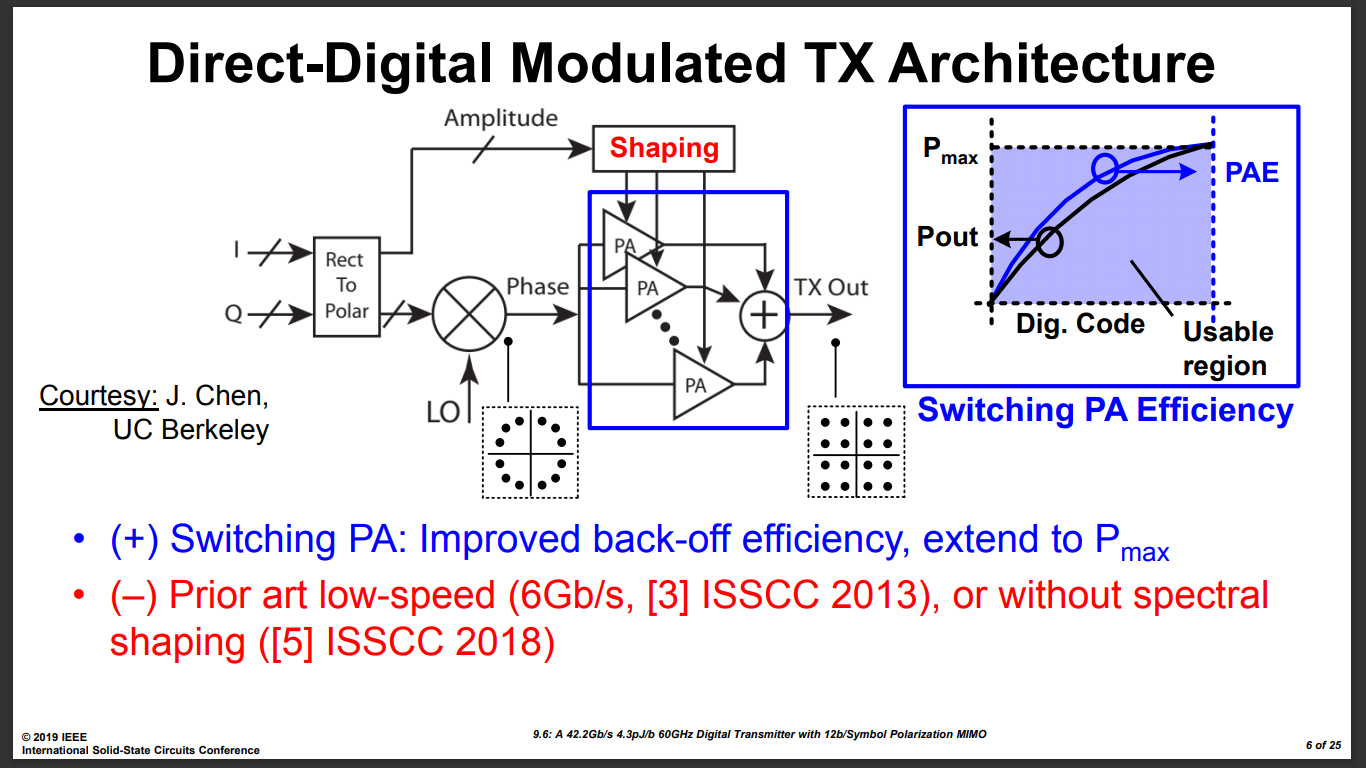 Direct-Digital Modulated TX Architecture
Amplitude
Shaping
I
Q
Rect
To
Polar
LO
Phase
PA
PA
PA
TX Out
Courtesy: J. Chen,
UC Berkeley
Pmax
PAE
Pout
Dig. Code
Usable
region
Switching PA Efficiency
• (+) Switching PA: Improved back-off efficiency, extend to Pmax
• (–) Prior art low-speed (6Gb/s, [3] ISSCC 2013), or without spectral
shaping ([5] ISSCC 2018)
© 2019 IEEE
International Solid-State Circuits Conference
9.6: A 42.2Gb/s 4.3pJ/b 60GHz Digital Transmitter with 12b/Symbol Polarization MIMO
6 of 25